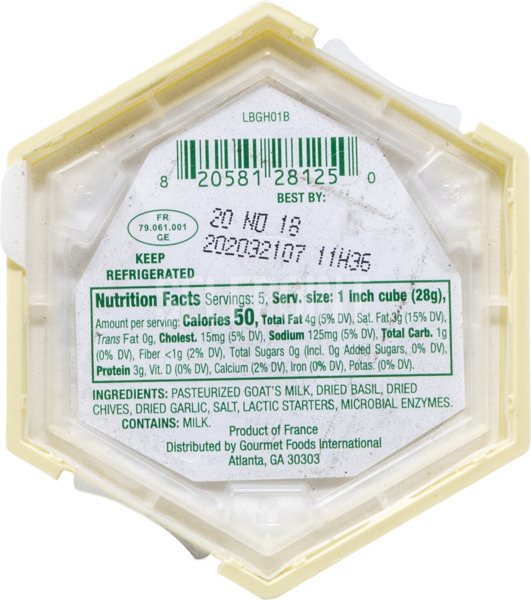 LBGH01B
8 20581 28125 0
BEST BY:
20 NO 18
202032107 11H36
FR
79.061.001
CE
KEEP
REFRIGERATED
Nutrition Facts Servings: 5, Serv. size: 1 inch cube (28g),
Amount per serving: Calories 50, Total Fat 4g (5% DV), Sat. Fat 3g (15% DV),
Trans Fat 0g, Cholest. 15mg (5% DV), Sodium 125mg (5% DV), Total Carb. 1g
(0% DV), Fiber <1g (2% DV), Total Sugars 0g (Incl. 0g Added Sugars, 0% DV),
Protein 3g, Vit. D (0% DV), Calcium (2% DV), Iron (0% DV), Potas. (0% DV).
INGREDIENTS: PASTEURIZED GOAT'S MILK, DRIED BASIL, DRIED
CHIVES, DRIED GARLIC, SALT, LACTIC STARTERS, MICROBIAL ENZYMES.
CONTAINS: MILK.
Product of France
Distributed by Gourmet Foods International
Atlanta, GA 30303